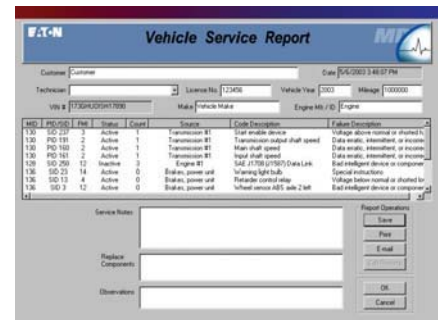 EATON
Vehicle Service Report
Customer Customer Date 5/6/2003 3:46:07 PM
Technician License No. 123456 Vehicle Year 2003 Mileage 1000000
VIN # Make Vehicle Make Engine Mfr / ID Engine
MID PID/SID FMI Status Count Source Code Description Failure Description
130 SID 237 3 Active 1 Transmission #1 Start enable device Voltage above normal or shorted h
130 PID 191 2 Active 1 Transmission #1 Transmission output shaft speed Data erratic, intermittent, or incorre
130 PID 160 2 Active 1 Transmission #1 Main shaft speed Data erratic, intermittent, or incorre
130 PID 161 2 Active 1 Transmission #1 Input shaft speed Data erratic, intermittent, or incorre
128 SID 250 12 Inactive 3 Engine #1 SAE J1708 (J1587) Data Link Bad intelligent device or componer
136 SID 23 14 Active 0 Brakes, power unit Warning light bulb Special instructions
136 SID 13 4 Active 0 Brakes, power unit Retarder control relay Voltage below normal or shorted lo
136 SID 3 12 Active 0 Brakes, power unit Wheel sensor ABS axle 2 left Bad intelligent device or componer
Service Notes
Report Operations
Save
Print
E-mail
Replace
Components
Observations
OK
Cancel